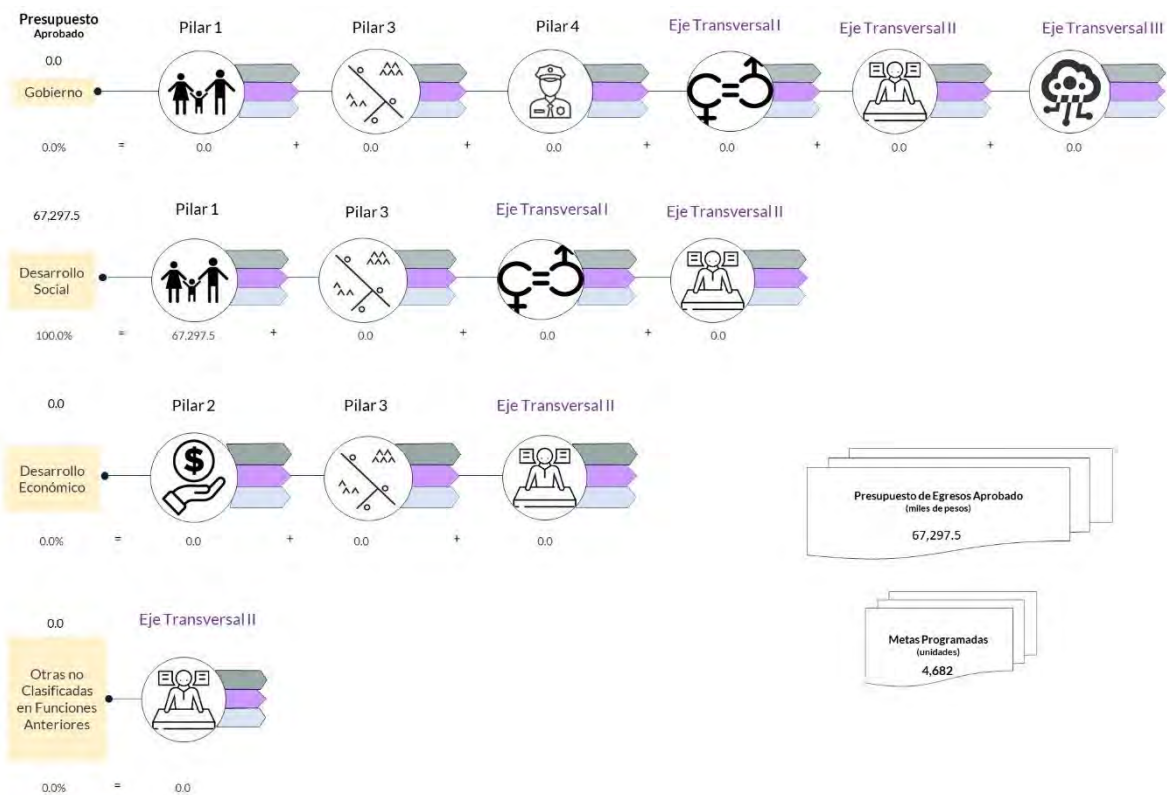 Presupuesto
Aprobado
Pilar 1
Pilar 3
Pilar 4
Eje Transversal I
Eje Transversal II
Eje Transversal III
0.0
Gobierno
0.0%
=
0.0
+
0.0
+
0.0
+
0.0
+
0.0
+
0.0
67,297.5
Pilar 1
Pilar 3
Eje Transversal I
Eje Transversal II
Desarrollo
Social
100.0%
=
67,297.5
+
0.0
+
0.0
+
0.0
0.0
Pilar 2
Pilar 3
Eje Transversal II
$
Desarrollo
Económico
0.0%
=
0.0
+
0.0
+
0.0
Presupuesto de Egresos Aprobado
(miles de pesos)
67,297.5
Metas Programadas
(unidades)
4,682
0.0
Eje Transversal II
Otras no
Clasificadas
en Funciones
Anteriores
0.0%
=
0.0